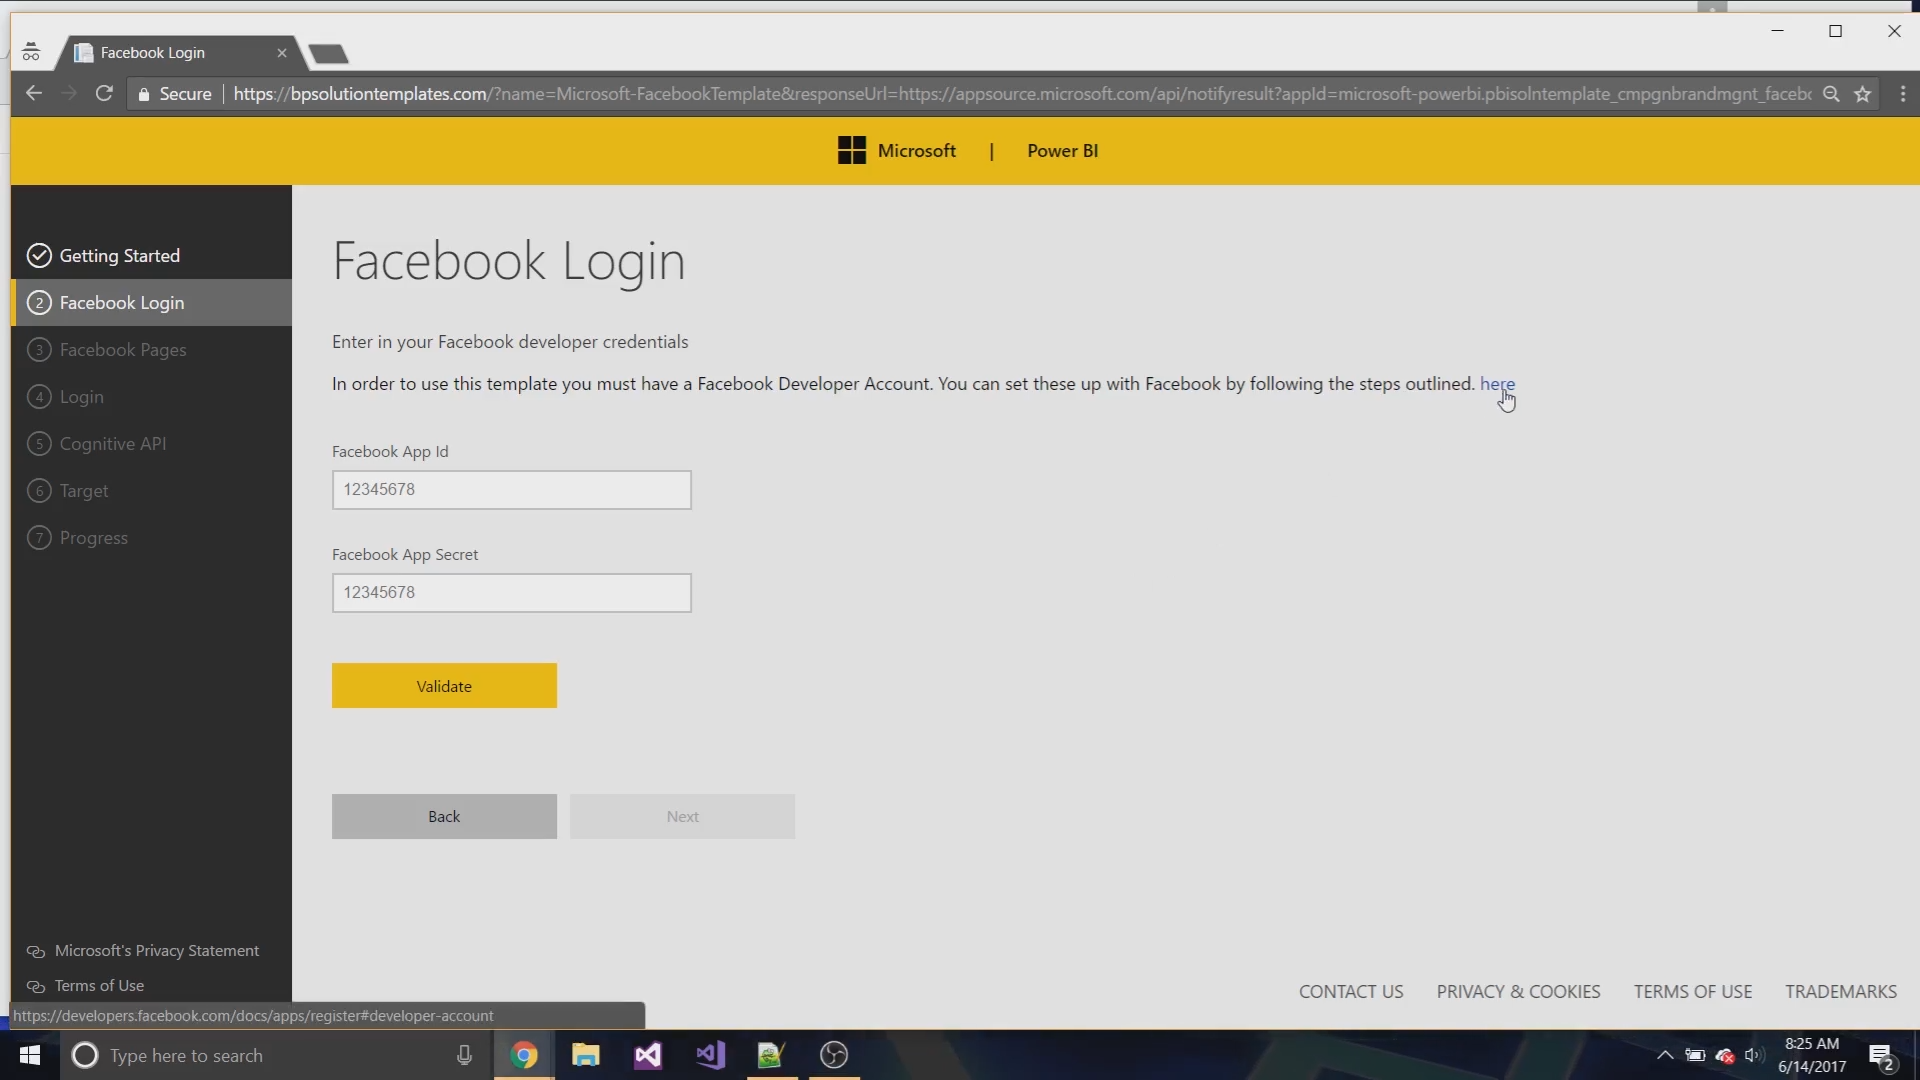 Facebook Login
Secure
https://bpsolutiontemplates.com/?name=Microsoft-FacebookTemplate&responseUrl=https://appsource.microsoft.com/api/notifyresult?appId=microsoft-powerbi.pbisolntemplate_cmpgnbrandmgnt_facebo
Microsoft | Power BI
Getting Started
2 Facebook Login
3 Facebook Pages
4 Login
5 Cognitive API
6 Target
7 Progress
Facebook Login
Enter in your Facebook developer credentials
In order to use this template you must have a Facebook Developer Account. You can set these up with Facebook by following the steps outlined. here
Facebook App Id
12345678
Facebook App Secret
12345678
Validate
Back
Next
Microsoft's Privacy Statement
Terms of Use
CONTACT US
PRIVACY & COOKIES
TERMS OF USE
TRADEMARKS
https://developers.facebook.com/docs/apps/register#developer-account
Type here to search
8:25 AM
6/14/2017
2